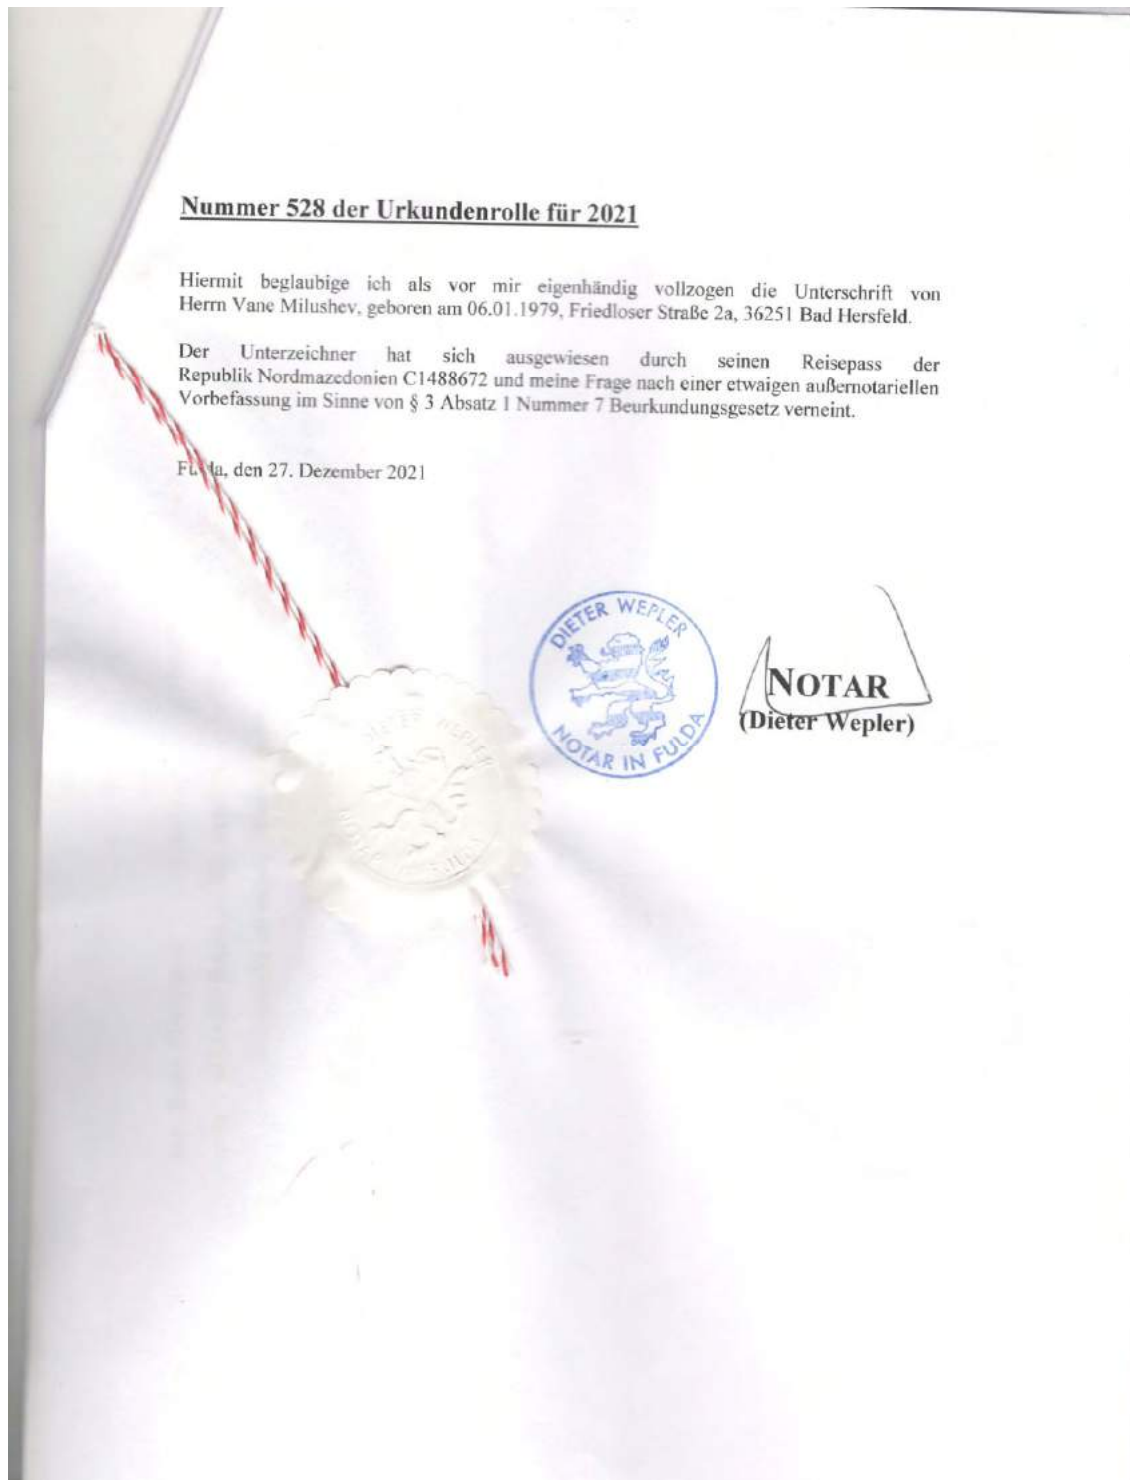 Nummer 528 der Urkundenrolle für 2021
Hiermit beglaubige ich als vor mir eigenhändig vollzogen die Unterschrift von
Herrn Vane Milushev, geboren am 06.01.1979, Friedloser Straße 2a, 36251 Bad Hersfeld.
Der Unterzeichner hat sich ausgewiesen durch seinen Reisepass der
Republik Nordmazedonien C1488672 und meine Frage nach einer etwaigen außernotariellen
Vorbefassung im Sinne von § 3 Absatz 1 Nummer 7 Beurkundungsgesetz verneint.
Fulda, den 27. Dezember 2021
DIETER WEPLER
NOTAR IN FULDA
NOTAR
(Dieter Wepler)
DIETER WEPLER